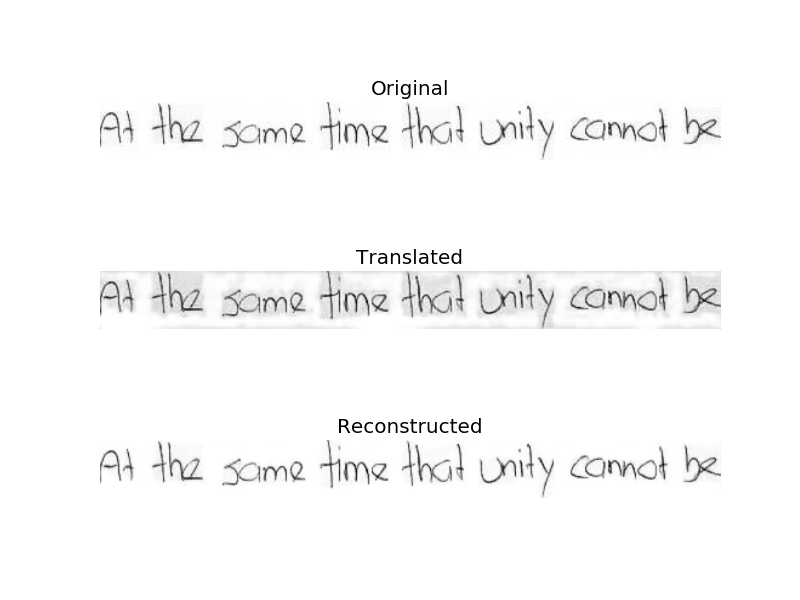 Original
At the same time that unity cannot be
Translated
At the same time that unity cannot be
Reconstructed
At the same time that unity cannot be